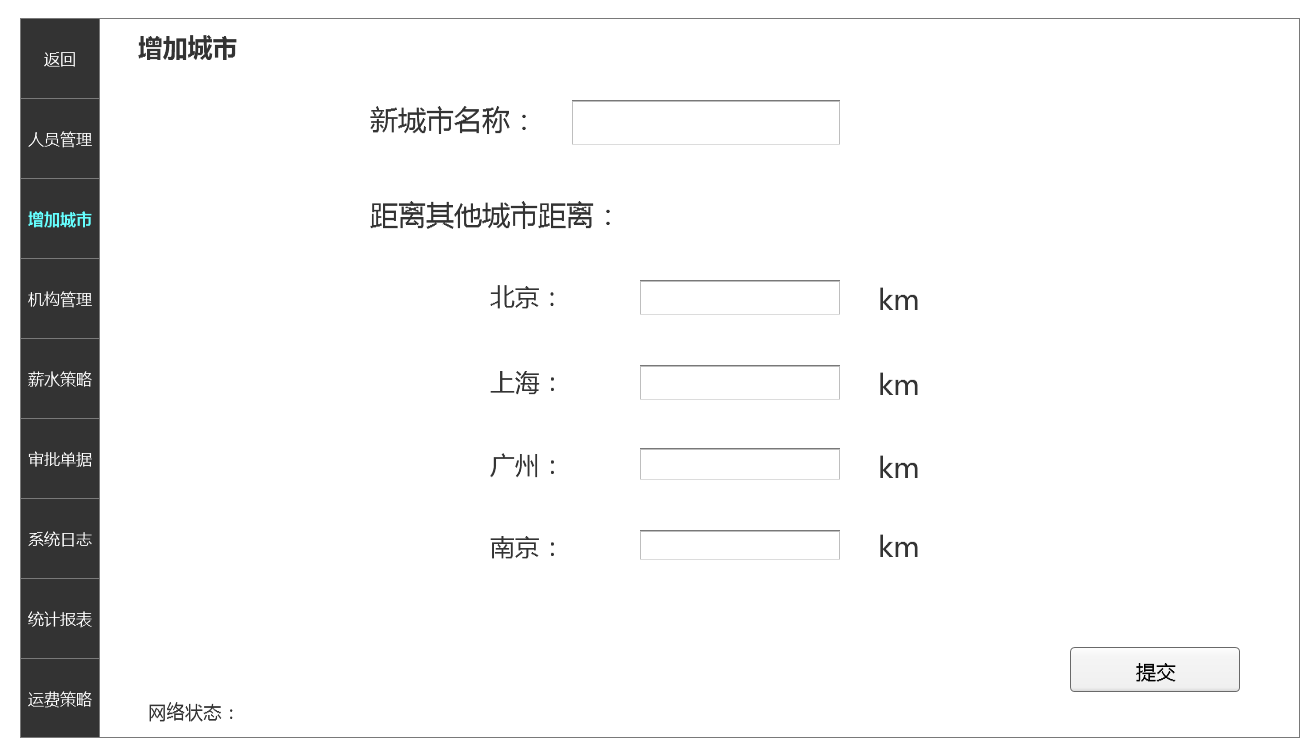 返回
人员管理
增加城市
机构管理
薪水策略
审批单据
系统日志
统计报表
运费策略
增加城市
新城市名称：
距离其他城市距离：
北京： km
上海： km
广州： km
南京： km
提交
网络状态：